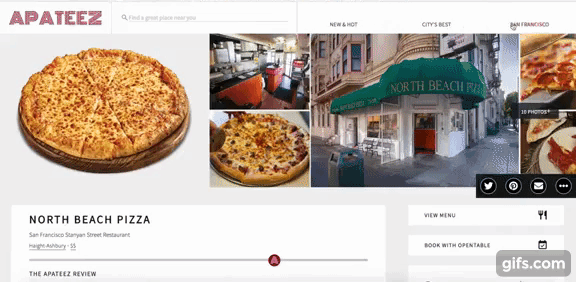 APATEEZ
Find a great place near you
NEW & HOT
CITY'S BEST
SAN FRANCISCO
NORTH BEACH PIZZA
18 PHOTOS
NORTH BEACH PIZZA
San Francisco Stanyan Street Restaurant
Haight-Ashbury - $$
A
THE APATEEZ REVIEW
VIEW MENU
BOOK WITH OPENTABLE
gifs.com